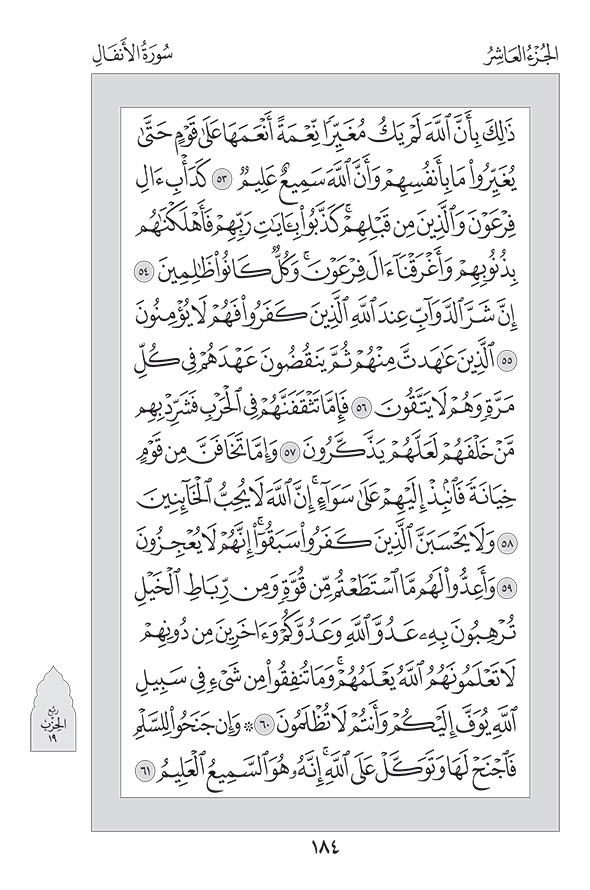 الجُزْءُ العَاشِرُ
سُورَةُ الأَنفَالِ
ذَٰلِكَ بِأَنَّ ٱللَّهَ لَمْ يَكُ مُغَيِّرًا نِّعْمَةً أَنْعَمَهَا عَلَىٰ قَوْمٍ حَتَّىٰ
يُغَيِّرُوا۟ مَا بِأَنفُسِهِمْ وَأَنَّ ٱللَّهَ سَمِيعٌ عَلِيمٌ ٥٣ كَدَأْبِ ءَالِ
فِرْعَوْنَ وَٱلَّذِينَ مِن قَبْلِهِمْ ۚ كَذَّبُوا۟ بِـَٔايَـٰتِ رَبِّهِمْ فَأَهْلَكْنَـٰهُم
بِذُنُوبِهِمْ وَأَغْرَقْنَآ ءَالَ فِرْعَوْنَ ۚ وَكُلٌّ كَانُوا۟ ظَـٰلِمِينَ ٥٤
إِنَّ شَرَّ ٱلدَّوَآبِّ عِندَ ٱللَّهِ ٱلَّذِينَ كَفَرُوا۟ فَهُمْ لَا يُؤْمِنُونَ
٥٥ ٱلَّذِينَ عَـٰهَدتَّ مِنْهُمْ ثُمَّ يَنقُضُونَ عَهْدَهُمْ فِى كُلِّ
مَرَّةٍ وَهُمْ لَا يَتَّقُونَ ٥٦ فَإِمَّا تَثْقَفَنَّهُمْ فِى ٱلْحَرْبِ فَشَرِّدْ بِهِم
مَّنْ خَلْفَهُمْ لَعَلَّهُمْ يَذَّكَّرُونَ ٥٧ وَإِمَّا تَخَافَنَّ مِن قَوْمٍ
خِيَانَةً فَٱنۢبِذْ إِلَيْهِمْ عَلَىٰ سَوَآءٍ ۚ إِنَّ ٱللَّهَ لَا يُحِبُّ ٱلْخَآئِنِينَ
٥٨ وَلَا يَحْسَبَنَّ ٱلَّذِينَ كَفَرُوا۟ سَبَقُوٓا۟ ۚ إِنَّهُمْ لَا يُعْجِزُونَ
٥٩ وَأَعِدُّوا۟ لَهُم مَّا ٱسْتَطَعْتُم مِّن قُوَّةٍ وَمِن رِّبَاطِ ٱلْخَيْلِ
تُرْهِبُونَ بِهِۦ عَدُوَّ ٱللَّهِ وَعَدُوَّكُمْ وَءَاخَرِينَ مِن دُونِهِمْ
لَا تَعْلَمُونَهُمُ ٱللَّهُ يَعْلَمُهُمْ ۚ وَمَا تُنفِقُوا۟ مِن شَىْءٍ فِى سَبِيلِ
ٱللَّهِ يُوَفَّ إِلَيْكُمْ وَأَنتُمْ لَا تُظْلَمُونَ ٦٠ ۞ وَإِن جَنَحُوا۟ لِلسَّلْمِ
فَٱجْنَحْ لَهَا وَتَوَكَّلْ عَلَى ٱللَّهِ ۚ إِنَّهُۥ هُوَ ٱلسَّمِيعُ ٱلْعَلِيمُ ٦١
رُبع
الحِزْب
١٩
١٨٤